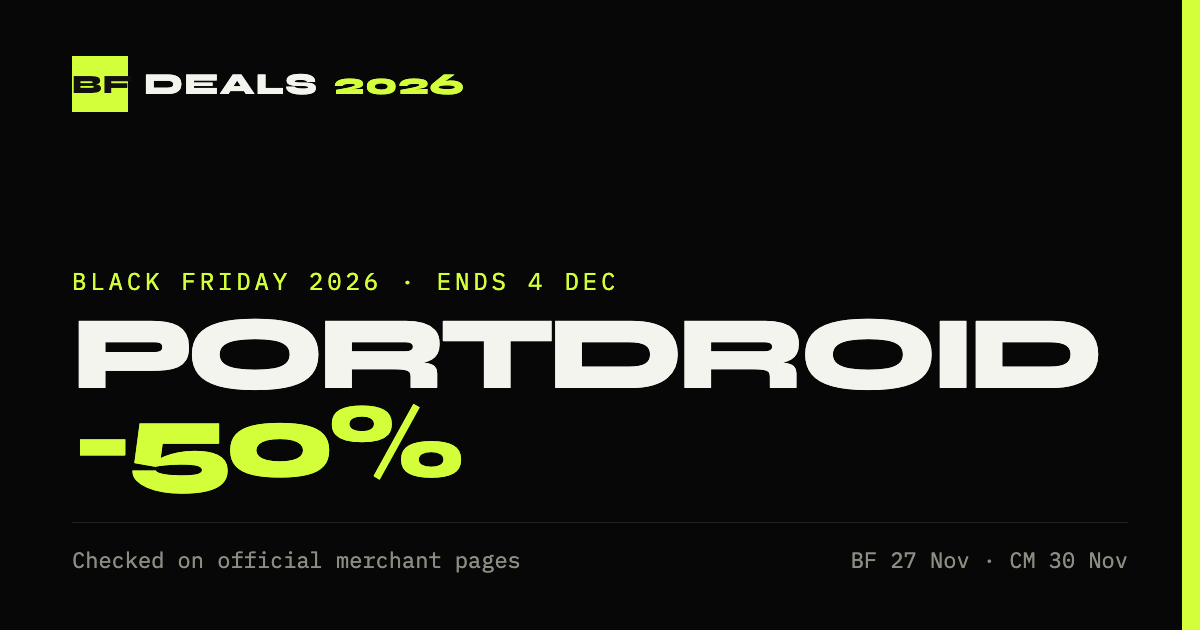 BF DEALS 2026
BLACK FRIDAY 2026 · ENDS 4 DEC
PORTDROID
-50%
Checked on official merchant pages
BF 27 Nov · CM 30 Nov